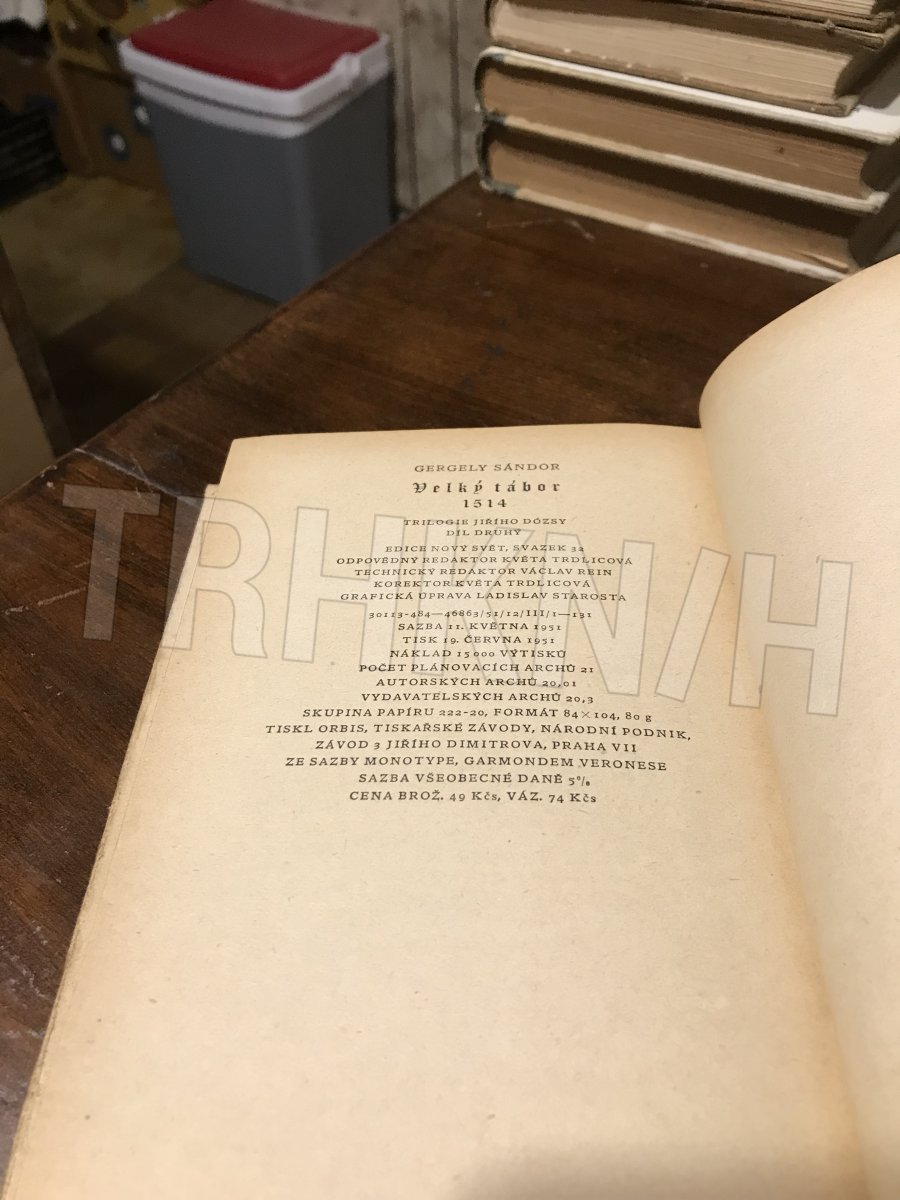 GERGELY SÁNDOR
Velký tábor
1514
TRILOGIE JIŘÍHO DÓZSY
DÍL DRUHÝ
EDICE NOVÝ SVĚT, SVAZEK 32
ODPOVĚDNÝ REDAKTOR KVĚTA TRDLICOVÁ
TECHNICKÝ REDAKTOR VÁCLAV REIN
KOREKTOR KVĚTA TRDLICOVÁ
GRAFICKÁ ÚPRAVA LADISLAV STAROSTA
30113-484—46863/51/12/III/1—131
SAZBA 11. KVĚTNA 1951
TISK 19. ČERVNA 1951
NÁKLAD 15 000 VÝTISKŮ
POČET PLÁNOVACÍCH ARCHŮ 21
AUTORSKÝCH ARCHŮ 20,01
VYDAVATELSKÝCH ARCHŮ 20,3
SKUPINA PAPÍRU 222-20, FORMÁT 84×104, 80 g
TISKL ORBIS, TISKAŘSKÉ ZÁVODY, NÁRODNÍ PODNIK,
ZÁVOD 3 JIŘÍHO DIMITROVA, PRAHA VII
ZE SAZBY MONOTYPE, GARMONDEM VERONESE
SAZBA VŠEOBECNÉ DANĚ 5%
CENA BROŽ. 49 Kčs, VÁZ. 74 Kčs
TRHKNIH